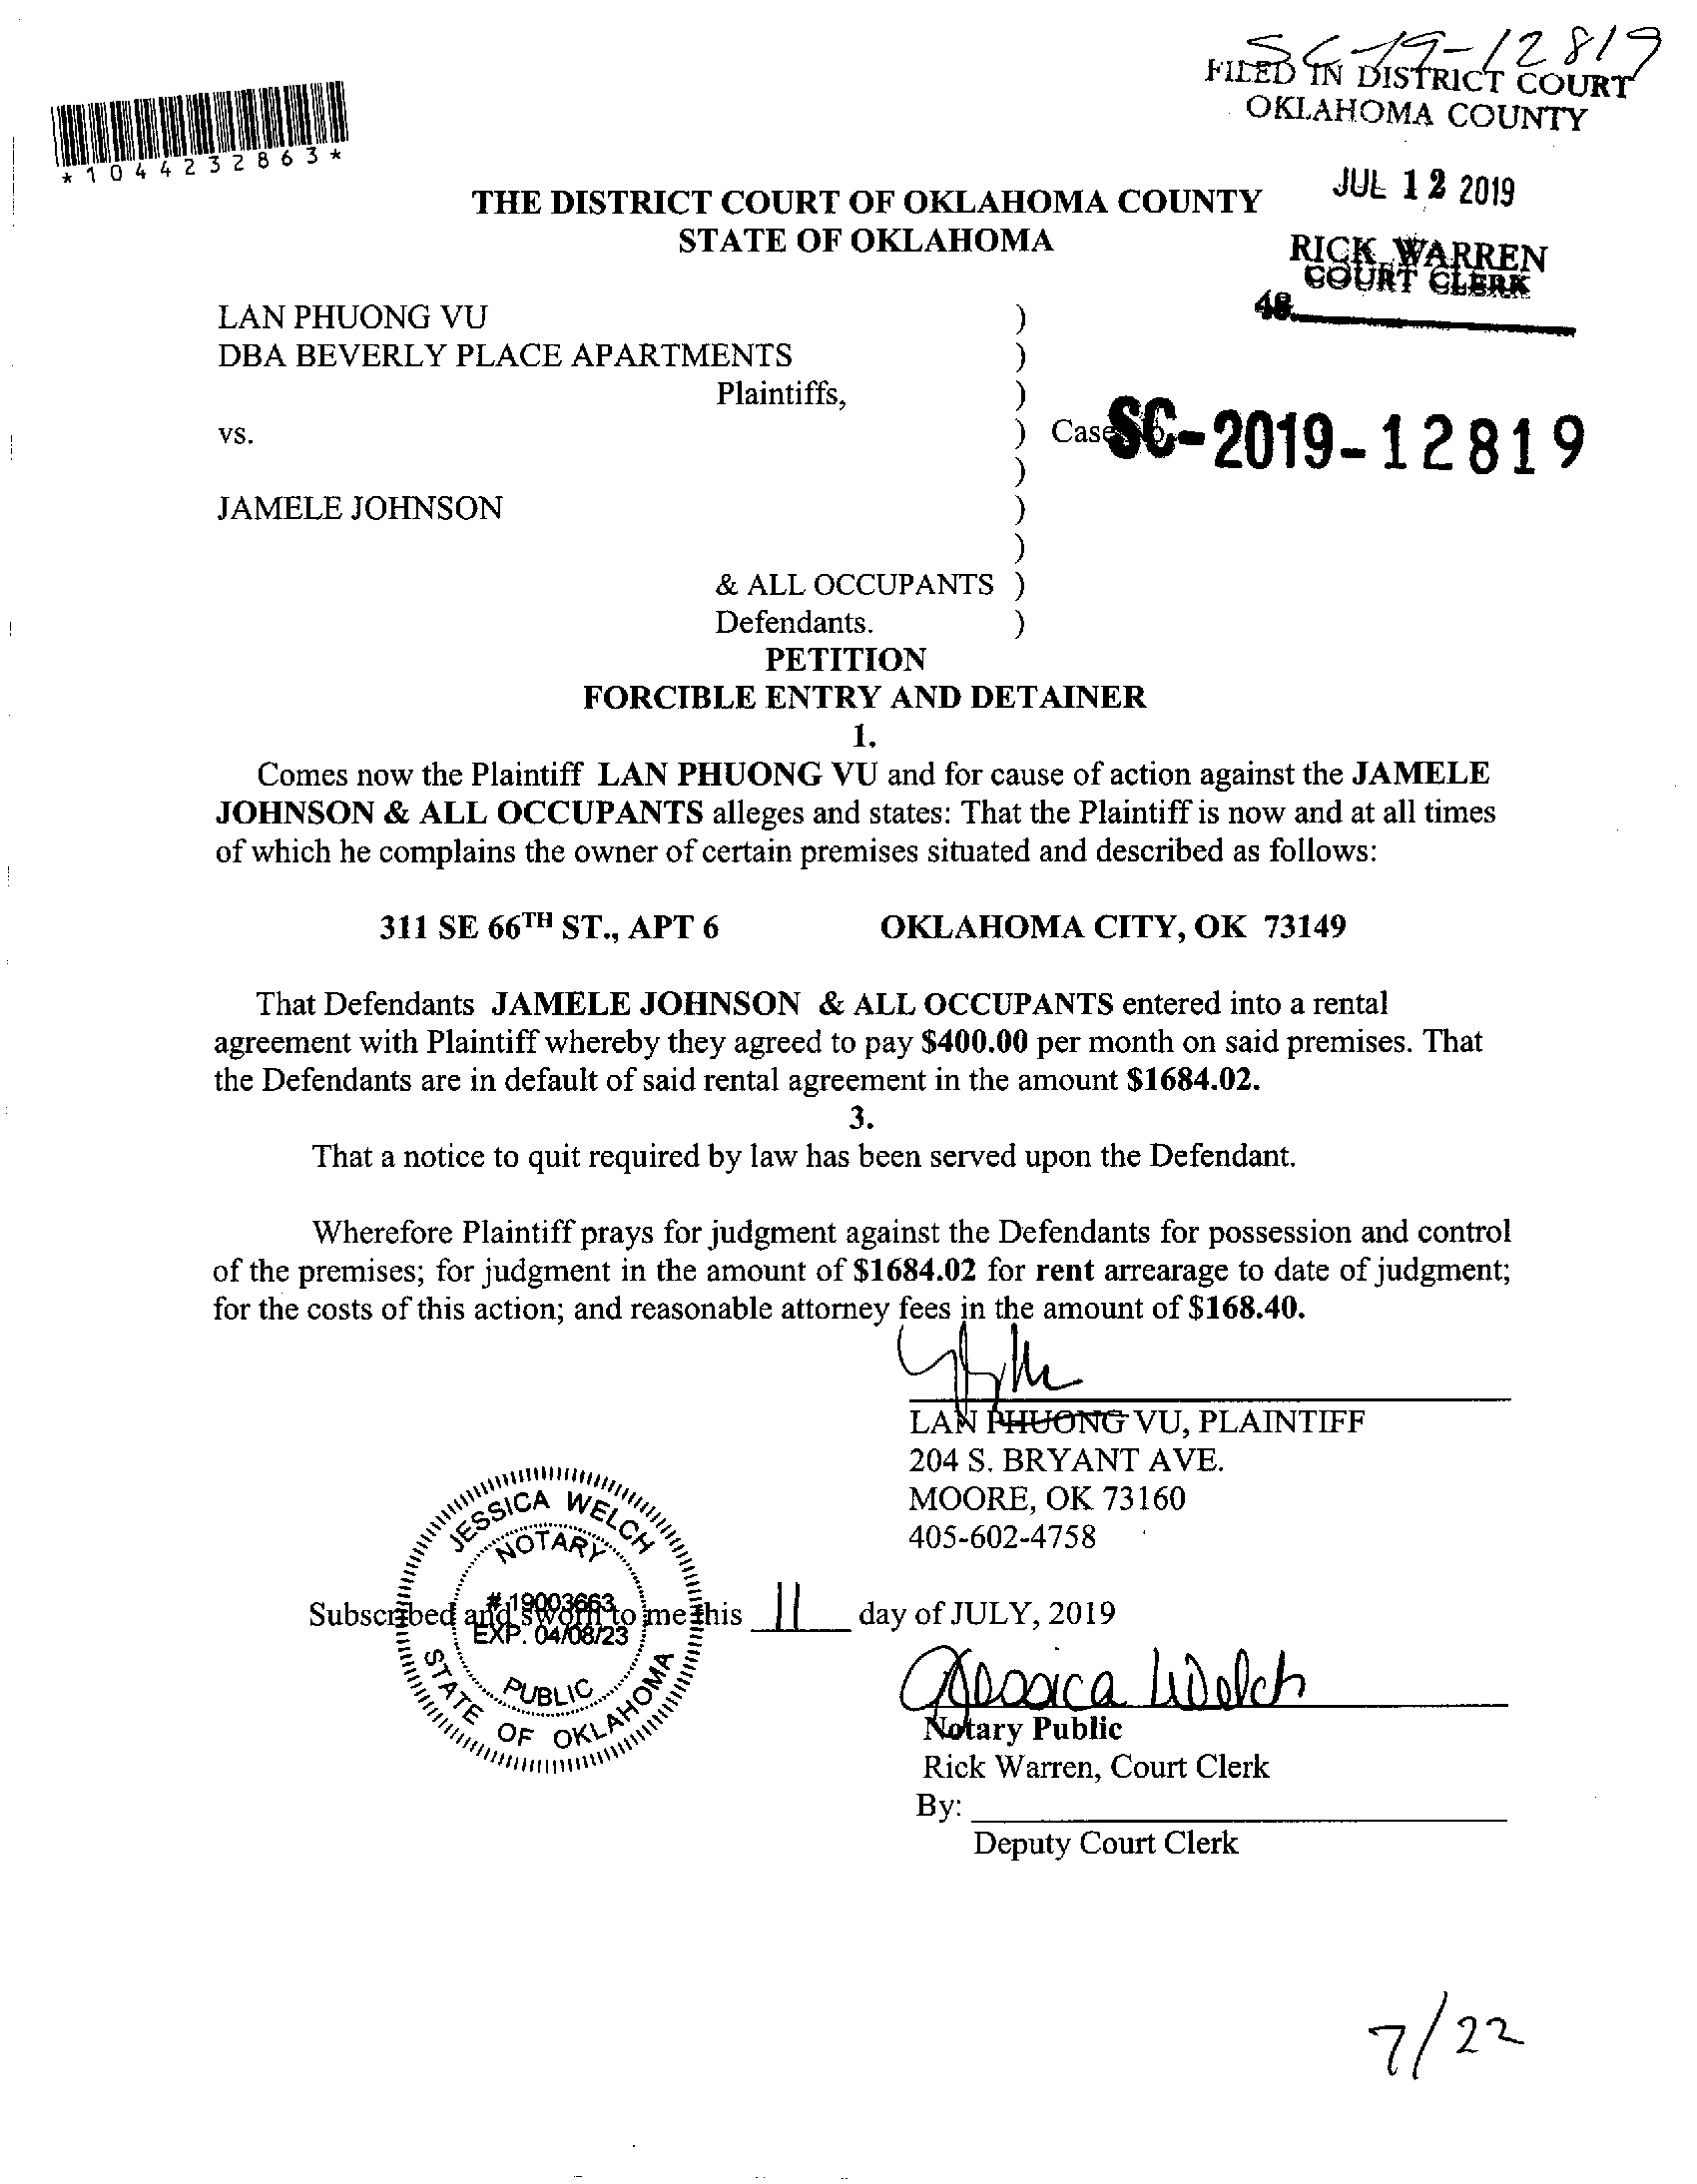 SC-19-12819
FILED IN DISTRICT COURT
OKLAHOMA COUNTY
*1044232863*
JUL 12 2019
THE DISTRICT COURT OF OKLAHOMA COUNTY
STATE OF OKLAHOMA
RICK WARREN
COURT CLERK
48
LAN PHUONG VU )
DBA BEVERLY PLACE APARTMENTS )
Plaintiffs, )
vs. ) Case No. SC-2019-12819
)
JAMELE JOHNSON )
)
& ALL OCCUPANTS )
Defendants. )
PETITION
FORCIBLE ENTRY AND DETAINER
1.
Comes now the Plaintiff LAN PHUONG VU and for cause of action against the JAMELE
JOHNSON & ALL OCCUPANTS alleges and states: That the Plaintiff is now and at all times
of which he complains the owner of certain premises situated and described as follows:
311 SE 66TH ST., APT 6 OKLAHOMA CITY, OK 73149
That Defendants JAMELE JOHNSON & ALL OCCUPANTS entered into a rental
agreement with Plaintiff whereby they agreed to pay $400.00 per month on said premises. That
the Defendants are in default of said rental agreement in the amount $1684.02.
3.
That a notice to quit required by law has been served upon the Defendant.
Wherefore Plaintiff prays for judgment against the Defendants for possession and control
of the premises; for judgment in the amount of $1684.02 for rent arrearage to date of judgment;
for the costs of this action; and reasonable attorney fees in the amount of $168.40.
LAN PHUONG VU, PLAINTIFF
204 S. BRYANT AVE.
MOORE, OK 73160
405-602-4758
JESSICA WELCH
NOTARY
# 19003663
EXP. 04/08/23
PUBLIC
STATE OF OKLAHOMA
Subscribed and sworn to me this 11 day of JULY, 2019
Jessica Welch
Notary Public
Rick Warren, Court Clerk
By:
Deputy Court Clerk
7/22